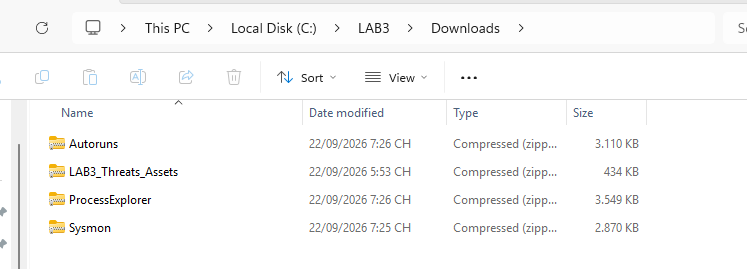 This PC > Local Disk (C:) > LAB3 > Downloads >
Sort View ...
Name Date modified Type Size
Autoruns 22/09/2026 7:26 CH Compressed (zipp... 3.110 KB
LAB3_Threats_Assets 22/09/2026 5:53 CH Compressed (zipp... 434 KB
ProcessExplorer 22/09/2026 7:26 CH Compressed (zipp... 3.549 KB
Sysmon 22/09/2026 7:25 CH Compressed (zipp... 2.870 KB